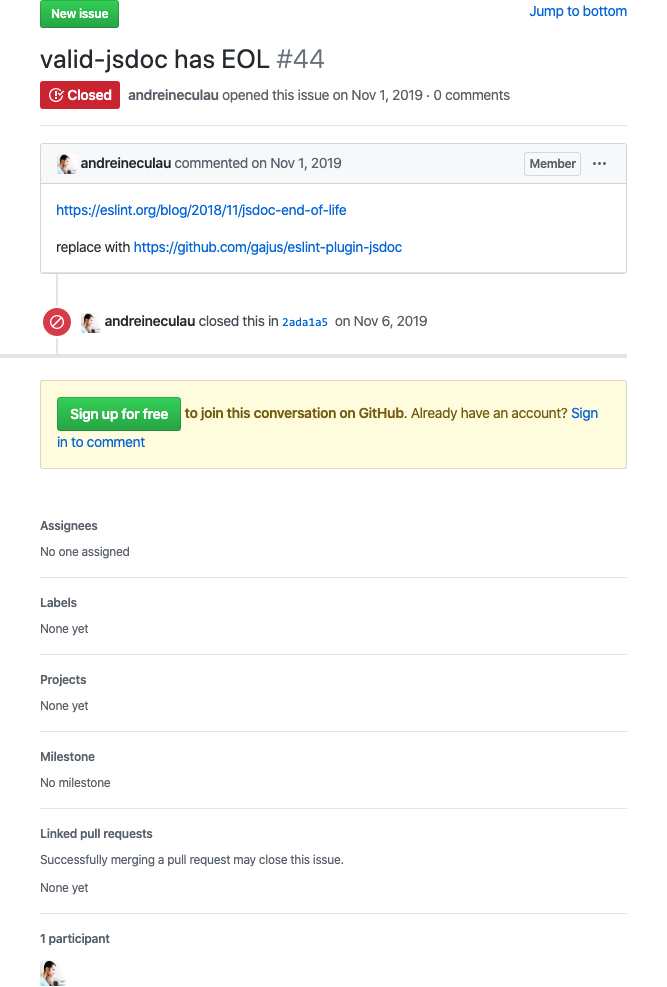 New issue
Jump to bottom
valid-jsdoc has EOL #44
Closed
andreineculau opened this issue on Nov 1, 2019 · 0 comments
andreineculau commented on Nov 1, 2019
Member
https://eslint.org/blog/2018/11/jsdoc-end-of-life
replace with https://github.com/gajus/eslint-plugin-jsdoc
andreineculau closed this in 2ada1a5 on Nov 6, 2019
Sign up for free to join this conversation on GitHub. Already have an account? Sign
in to comment
Assignees
No one assigned
Labels
None yet
Projects
None yet
Milestone
No milestone
Linked pull requests
Successfully merging a pull request may close this issue.
None yet
1 participant